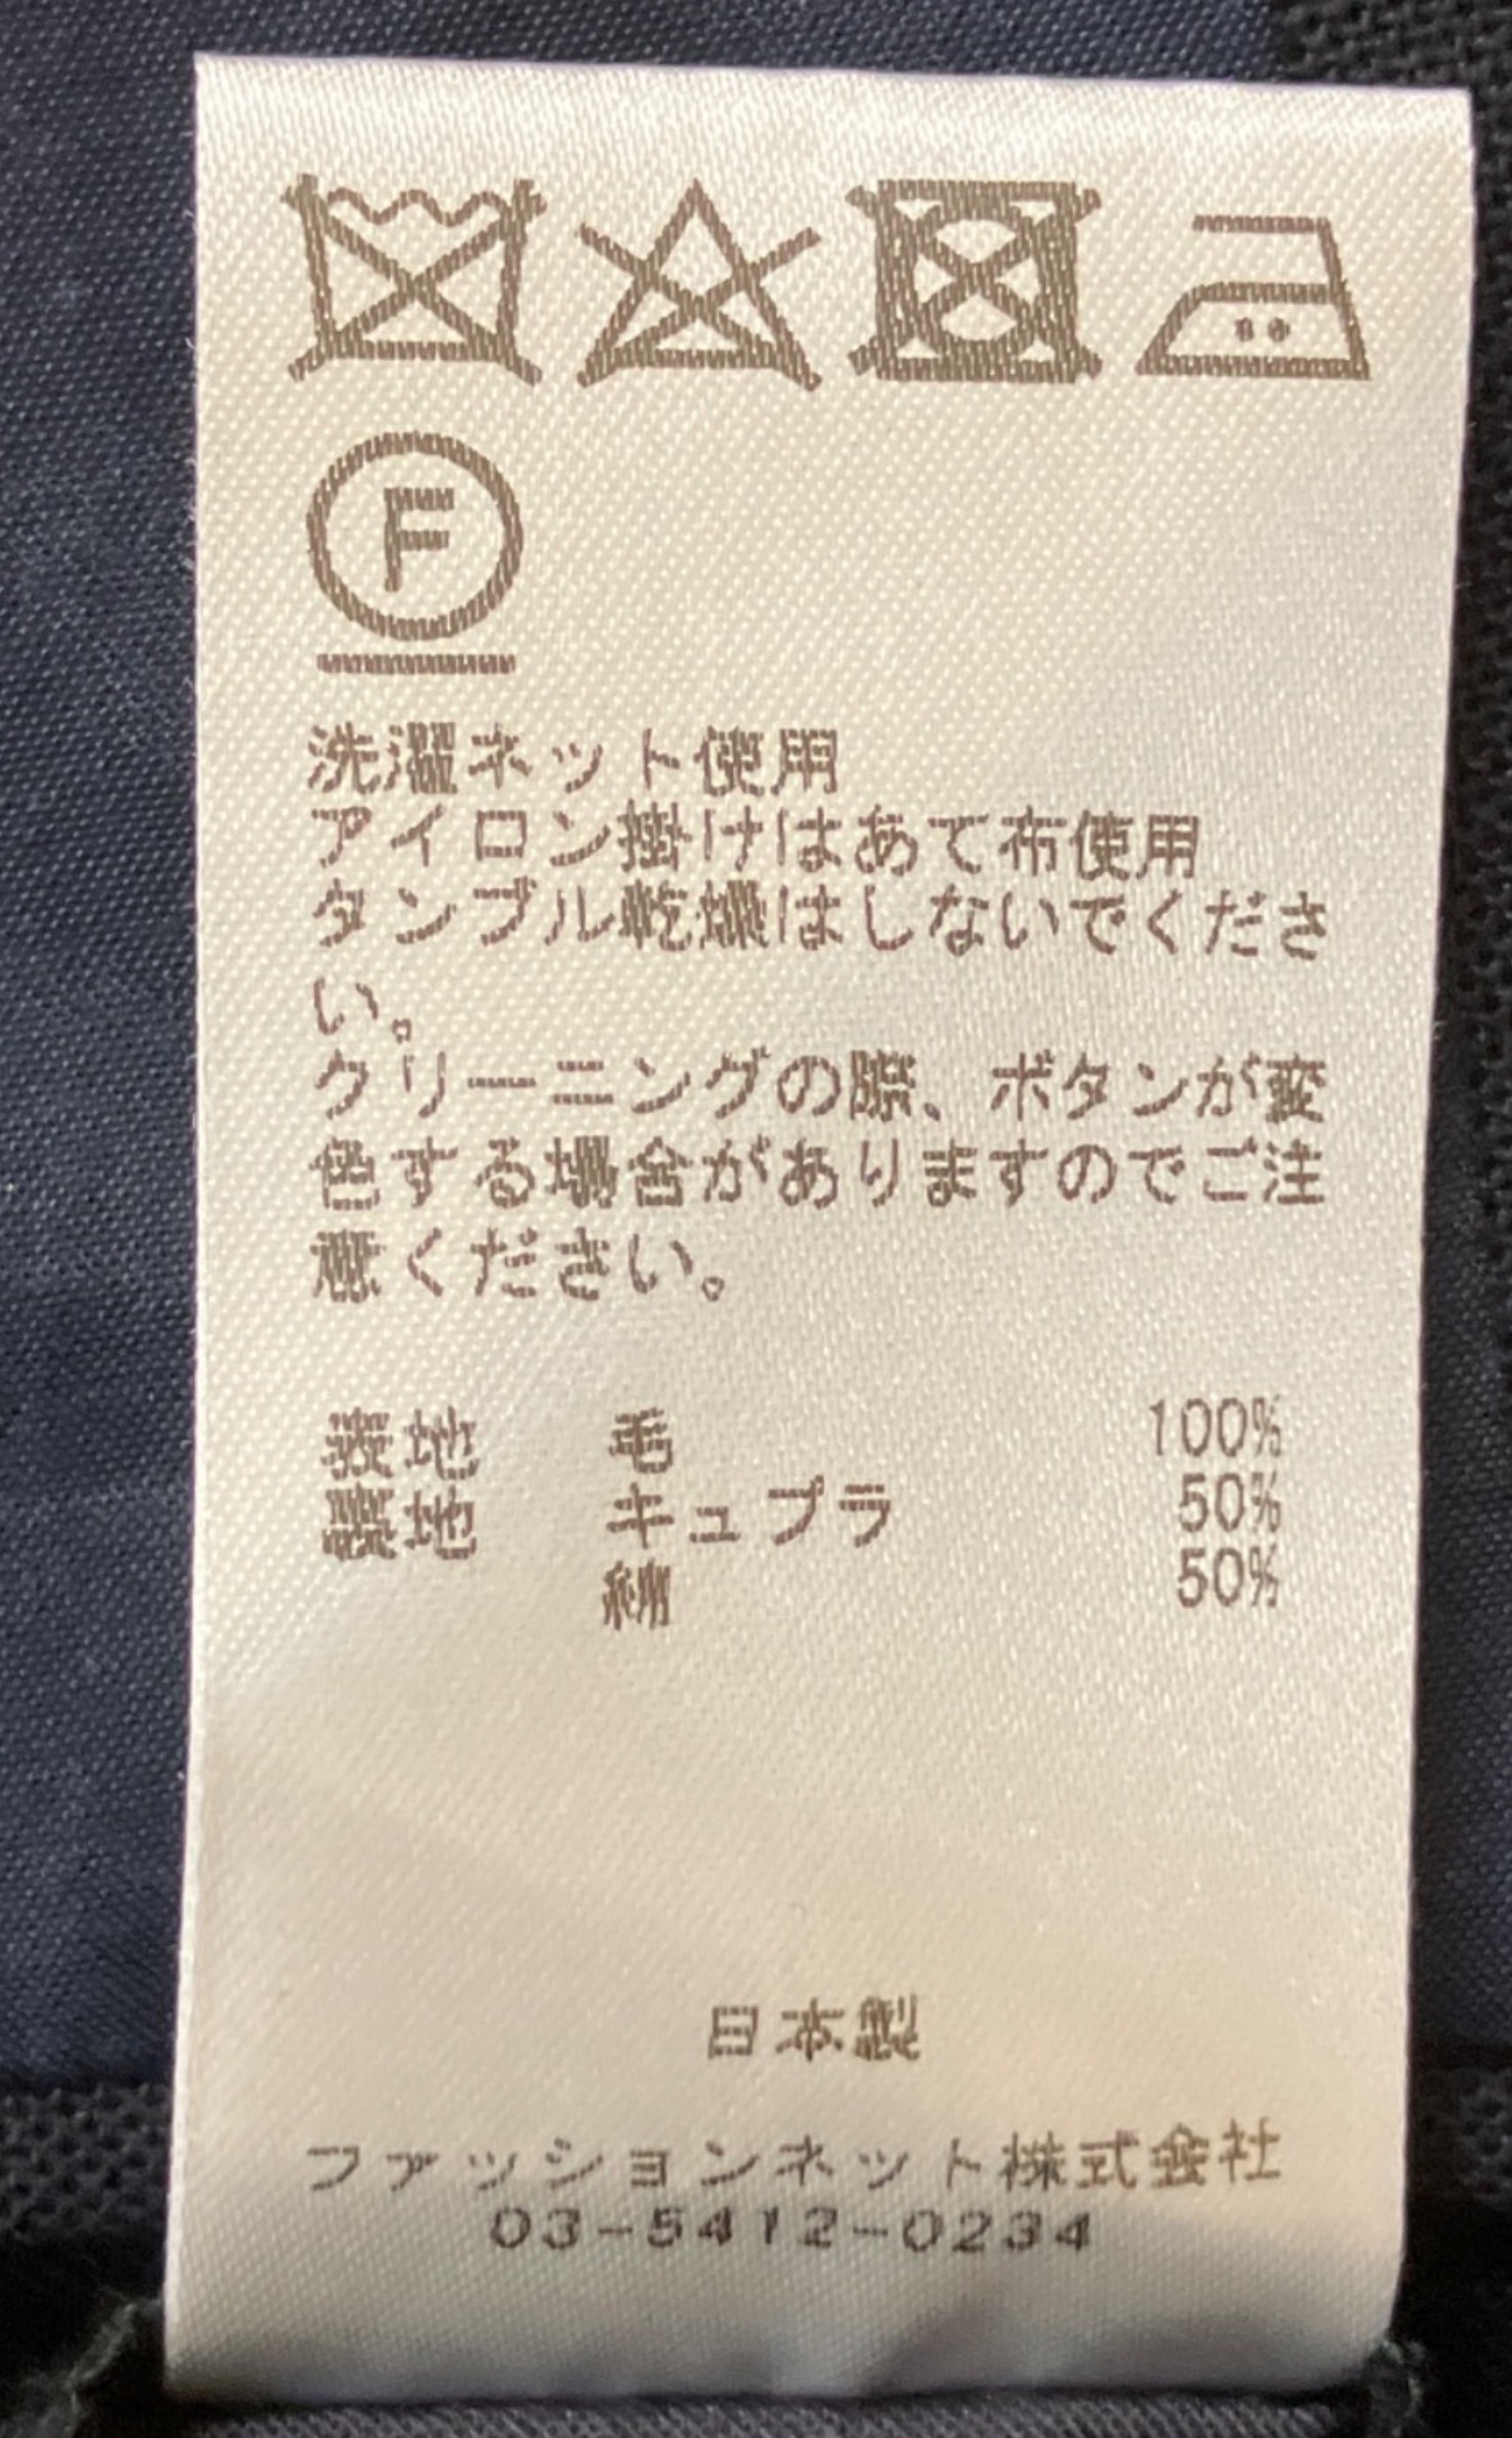 F
洗濯ネット使用
アイロン掛けはあて布使用
タンブル乾燥はしないでくださ
い。
クリーニングの際、ボタンが変
色する場合がありますのでご注
意ください。
表地 毛 100%
裏地 キュプラ 50%
綿 50%
日本製
ファッションネット株式会社
03-5412-0234